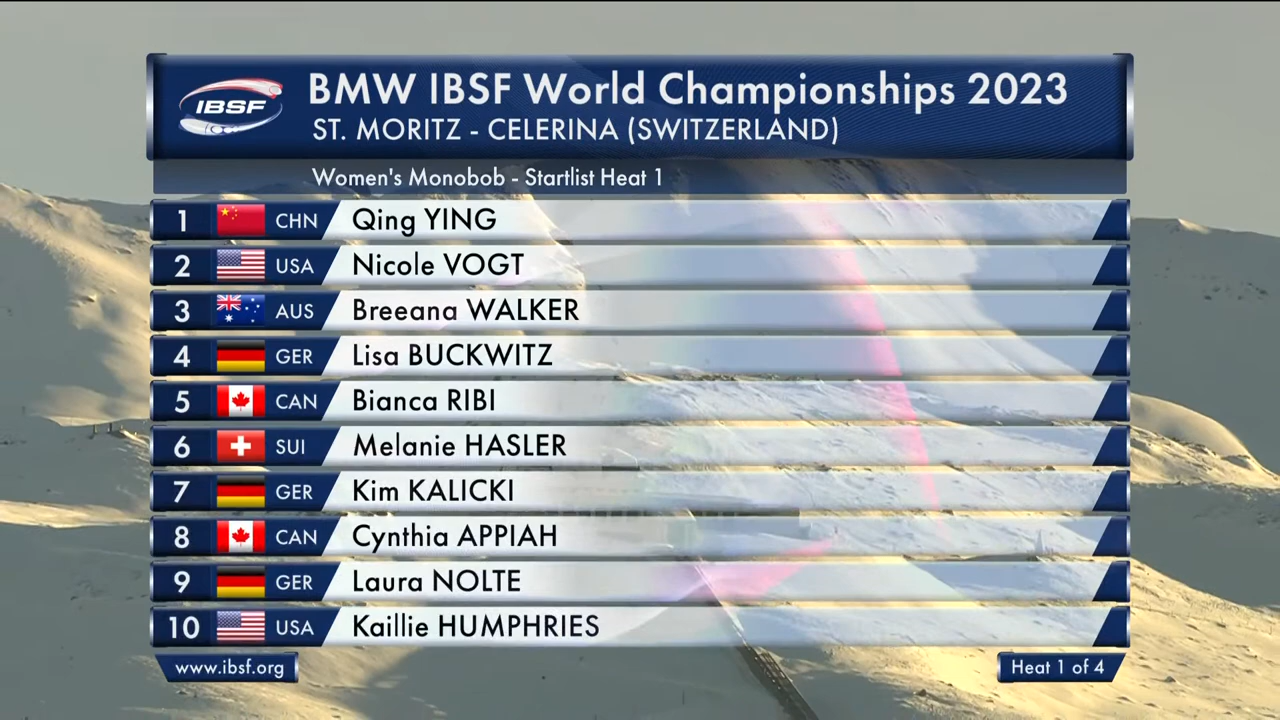 IBSF
BMW IBSF World Championships 2023
ST. MORITZ - CELERINA (SWITZERLAND)
Women's Monobob - Startlist Heat 1
1 CHN Qing YING
2 USA Nicole VOGT
3 AUS Breeana WALKER
4 GER Lisa BUCKWITZ
5 CAN Bianca RIBI
6 SUI Melanie HASLER
7 GER Kim KALICKI
8 CAN Cynthia APPIAH
9 GER Laura NOLTE
10 USA Kaillie HUMPHRIES
www.ibsf.org Heat 1 of 4